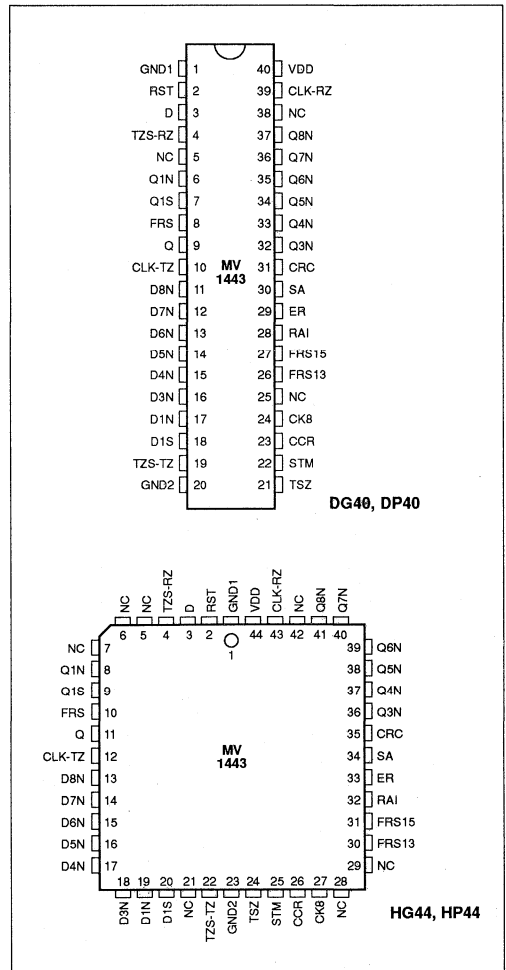 GND1 1 40 VDD
RST 2 39 CLK-RZ
D 3 38 NC
TZS-RZ 4 37 Q8N
NC 5 36 Q7N
Q1N 6 35 Q6N
Q1S 7 34 Q5N
FRS 8 33 Q4N
Q 9 32 Q3N
CLK-TZ 10 31 CRC
MV
1443
D8N 11 30 SA
D7N 12 29 ER
D6N 13 28 RAI
D5N 14 27 FRS15
D4N 15 26 FRS13
D3N 16 25 NC
D1N 17 24 CK8
D1S 18 23 CCR
TZS-TZ 19 22 STM
GND2 20 21 TSZ
DG40, DP40
NC NC TZS-RZ D RST GND1 VDD CLK-RZ NC Q8N Q7N
6 5 4 3 2 1 44 43 42 41 40
NC 7 39 Q6N
Q1N 8 38 Q5N
Q1S 9 37 Q4N
FRS 10 36 Q3N
Q 11 35 CRC
CLK-TZ 12 34 SA
MV
1443
D8N 13 33 ER
D7N 14 32 RAI
D6N 15 31 FRS15
D5N 16 30 FRS13
D4N 17 29 NC
18 19 20 21 22 23 24 25 26 27 28
D3N D1N D1S NC TZS-TZ GND2 TSZ STM CCR CK8 NC
HG44, HP44